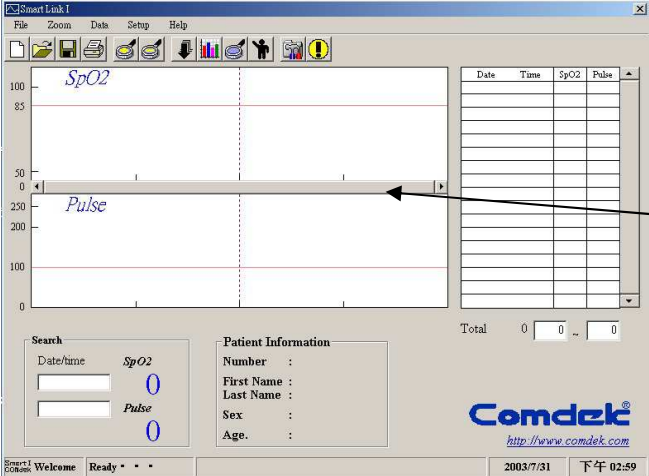 Smart Link I
File Zoom Data Setup Help
SpO2
100
85
50
0
Pulse
250
200
100
0
Date Time SpO2 Pulse
Total 0 0 ~ 0
Search
Date/time SpO2
0
Pulse
0
Patient Information
Number :
First Name :
Last Name :
Sex :
Age. :
Comdek®
http://www.comdek.com
Smart I
COMdek Welcome Ready - - - 2003/7/31 下午 02:59